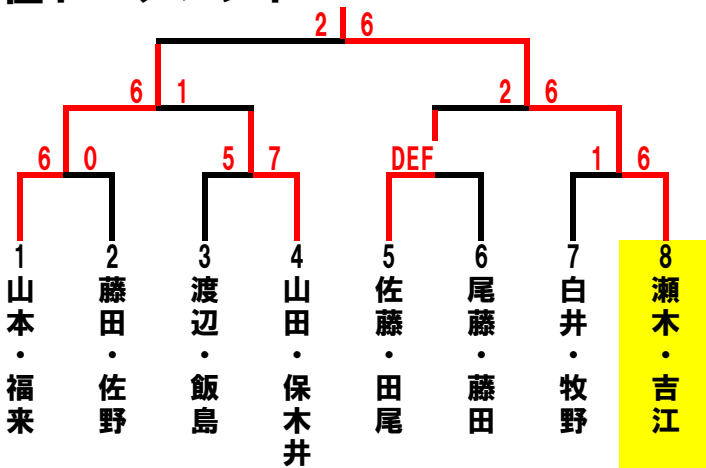 2 6
6 1
2 6
6 0
5 7
DEF
1 6
1
2
3
4
5
6
7
8
山本・福来
藤田・佐野
渡辺・飯島
山田・保木井
佐藤・田尾
尾藤・藤田
白井・牧野
瀬木・吉江